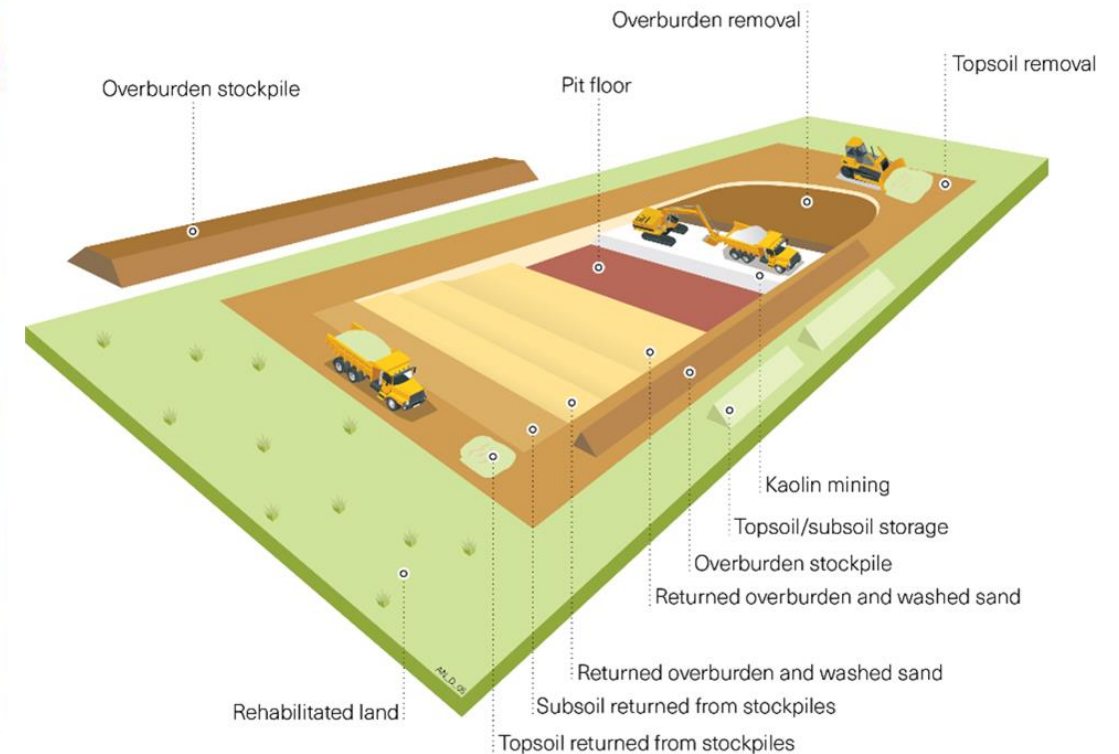 Overburden removal
Topsoil removal
Overburden stockpile
Pit floor
Kaolin mining
Topsoil/subsoil storage
Overburden stockpile
Returned overburden and washed sand
Returned overburden and washed sand
Rehabilitated land
Subsoil returned from stockpiles
Topsoil returned from stockpiles